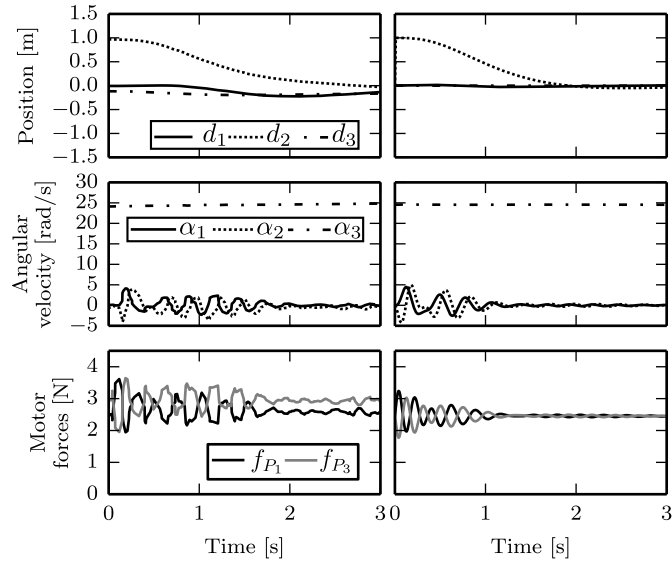 Position [m]
1.5
1.0
0.5
0.0
−0.5
−1.0
−1.5
d1 d2 d3
Angular
velocity [rad/s]
30
25
20
15
10
5
0
−5
α1 α2 α3
Motor
forces [N]
4
3
2
1
0
fP1 fP3
0 1 2 3
0 1 2 3
Time [s]
Time [s]